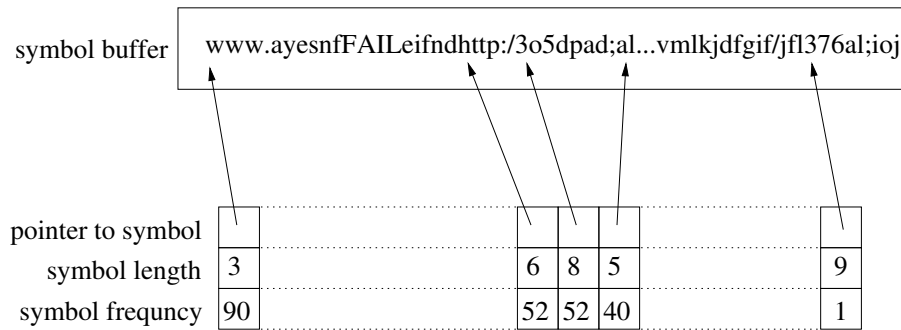 symbol buffer
www.ayesnfFAILeifndhttp:/3o5dpad;al...vmlkjdfgif/jfl376al;ioj
pointer to symbol
symbol length 3 6 8 5 9
symbol frequncy 90 52 52 40 1